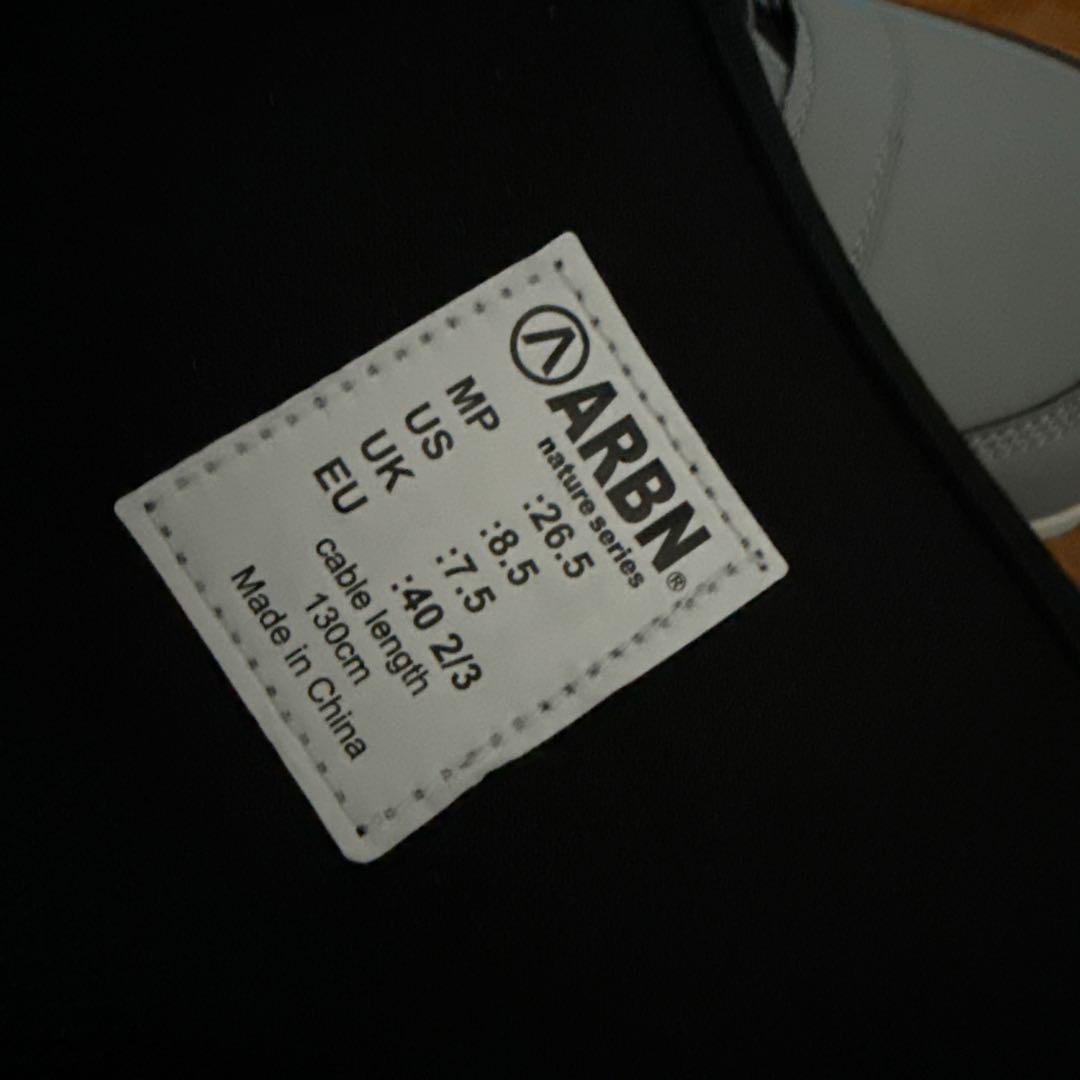 ARBN®
nature series
MP :26.5
US :8.5
UK :7.5
EU :40 2/3
cable length
130cm
Made in China